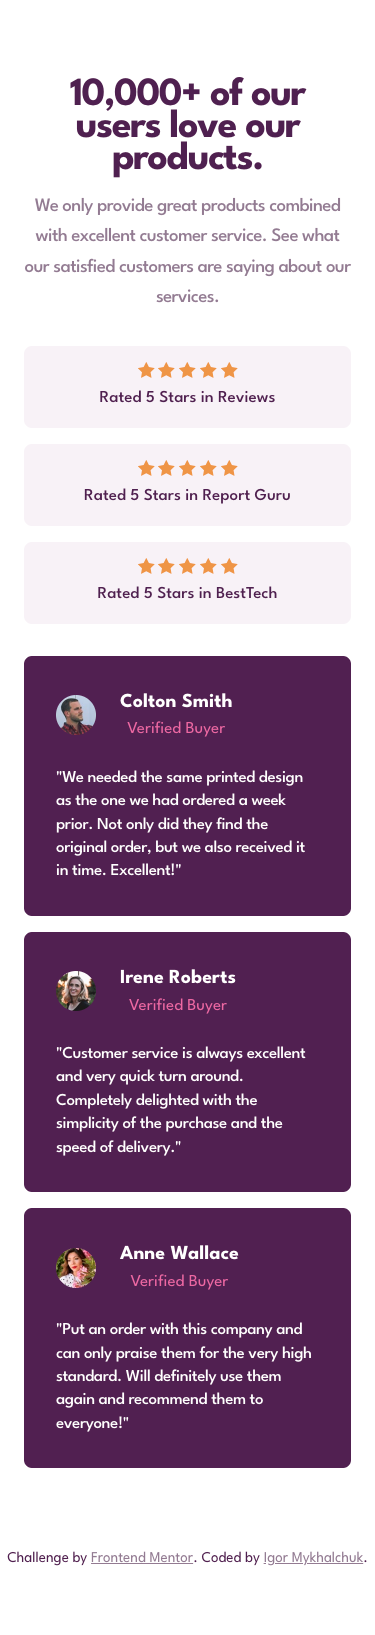 10,000+ of our
users love our
products.
We only provide great products combined
with excellent customer service. See what
our satisfied customers are saying about our
services.
Rated 5 Stars in Reviews
Rated 5 Stars in Report Guru
Rated 5 Stars in BestTech
Colton Smith
Verified Buyer
"We needed the same printed design
as the one we had ordered a week
prior. Not only did they find the
original order, but we also received it
in time. Excellent!"
Irene Roberts
Verified Buyer
"Customer service is always excellent
and very quick turn around.
Completely delighted with the
simplicity of the purchase and the
speed of delivery."
Anne Wallace
Verified Buyer
"Put an order with this company and
can only praise them for the very high
standard. Will definitely use them
again and recommend them to
everyone!"
Challenge by Frontend Mentor. Coded by Igor Mykhalchuk.